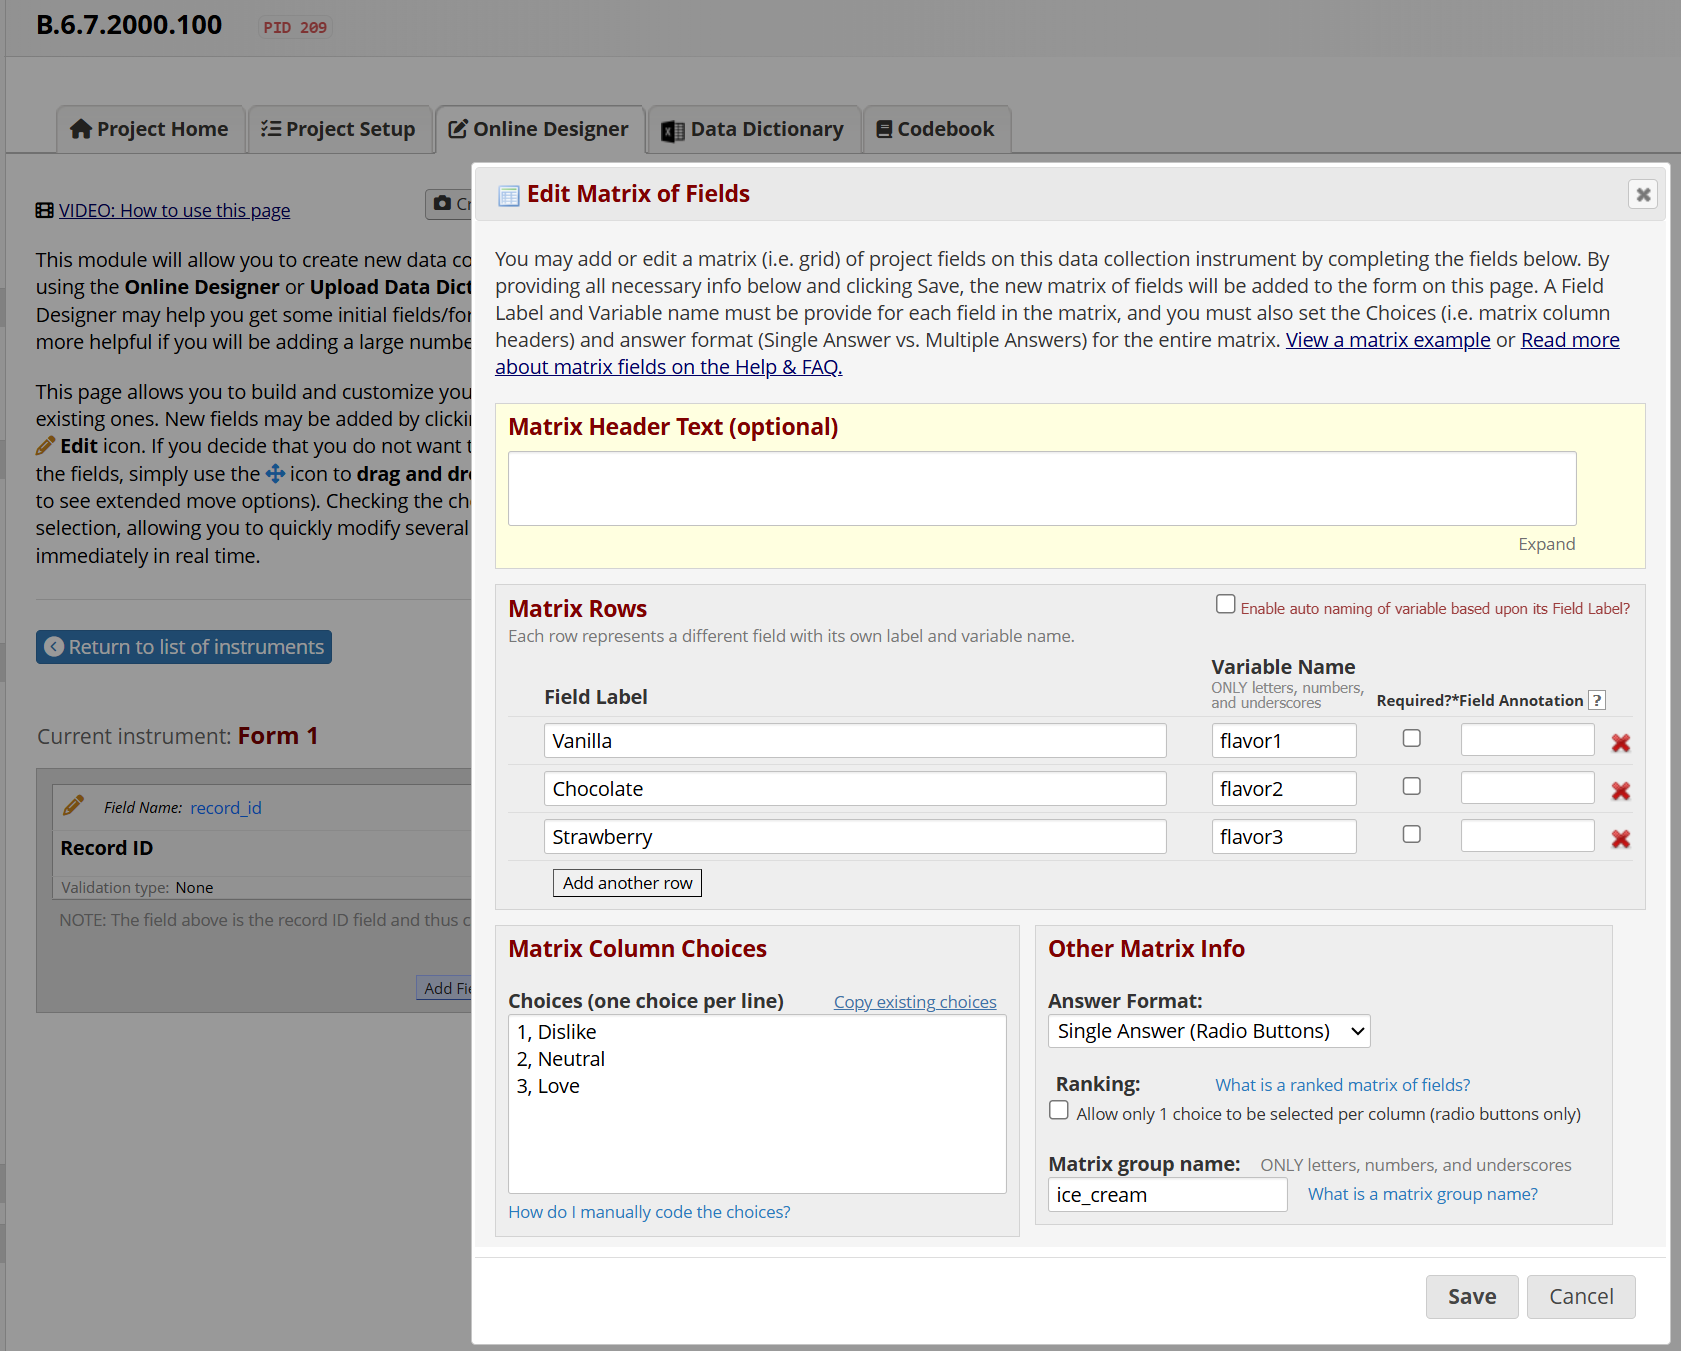 B.6.7.2000.100 PID 209
Project Home Project Setup Online Designer Data Dictionary Codebook
VIDEO: How to use this page
This module will allow you to create new data co
using the Online Designer or Upload Data Dict
Designer may help you get some initial fields/for
more helpful if you will be adding a large numbe
This page allows you to build and customize you
existing ones. New fields may be added by clicki
Edit icon. If you decide that you do not want t
the fields, simply use the icon to drag and dro
to see extended move options). Checking the ch
selection, allowing you to quickly modify several
immediately in real time.
Return to list of instruments
Current instrument: Form 1
Field Name: record_id
Record ID
Validation type: None
NOTE: The field above is the record ID field and thus c
Add Fie
Edit Matrix of Fields
You may add or edit a matrix (i.e. grid) of project fields on this data collection instrument by completing the fields below. By
providing all necessary info below and clicking Save, the new matrix of fields will be added to the form on this page. A Field
Label and Variable name must be provide for each field in the matrix, and you must also set the Choices (i.e. matrix column
headers) and answer format (Single Answer vs. Multiple Answers) for the entire matrix. View a matrix example or Read more
about matrix fields on the Help & FAQ.
Matrix Header Text (optional)
Expand
Matrix Rows
Enable auto naming of variable based upon its Field Label?
Each row represents a different field with its own label and variable name.
Field Label
Variable Name
ONLY letters, numbers,
and underscores
Required?* Field Annotation ?
Vanilla flavor1
Chocolate flavor2
Strawberry flavor3
Add another row
Matrix Column Choices
Choices (one choice per line) Copy existing choices
1, Dislike
2, Neutral
3, Love
How do I manually code the choices?
Other Matrix Info
Answer Format:
Single Answer (Radio Buttons)
Ranking: What is a ranked matrix of fields?
Allow only 1 choice to be selected per column (radio buttons only)
Matrix group name: ONLY letters, numbers, and underscores
ice_cream What is a matrix group name?
Save Cancel